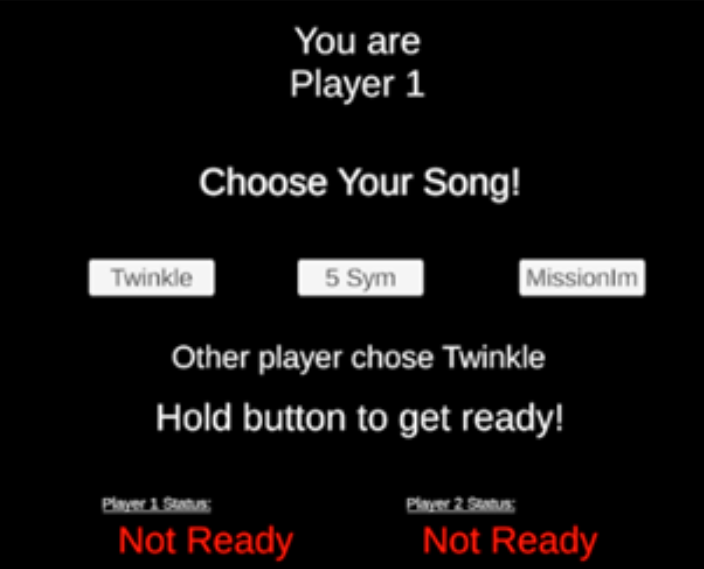 You are
Player 1
Choose Your Song!
Twinkle
5 Sym
MissionIm
Other player chose Twinkle
Hold button to get ready!
Player 1 Status:
Player 2 Status:
Not Ready
Not Ready